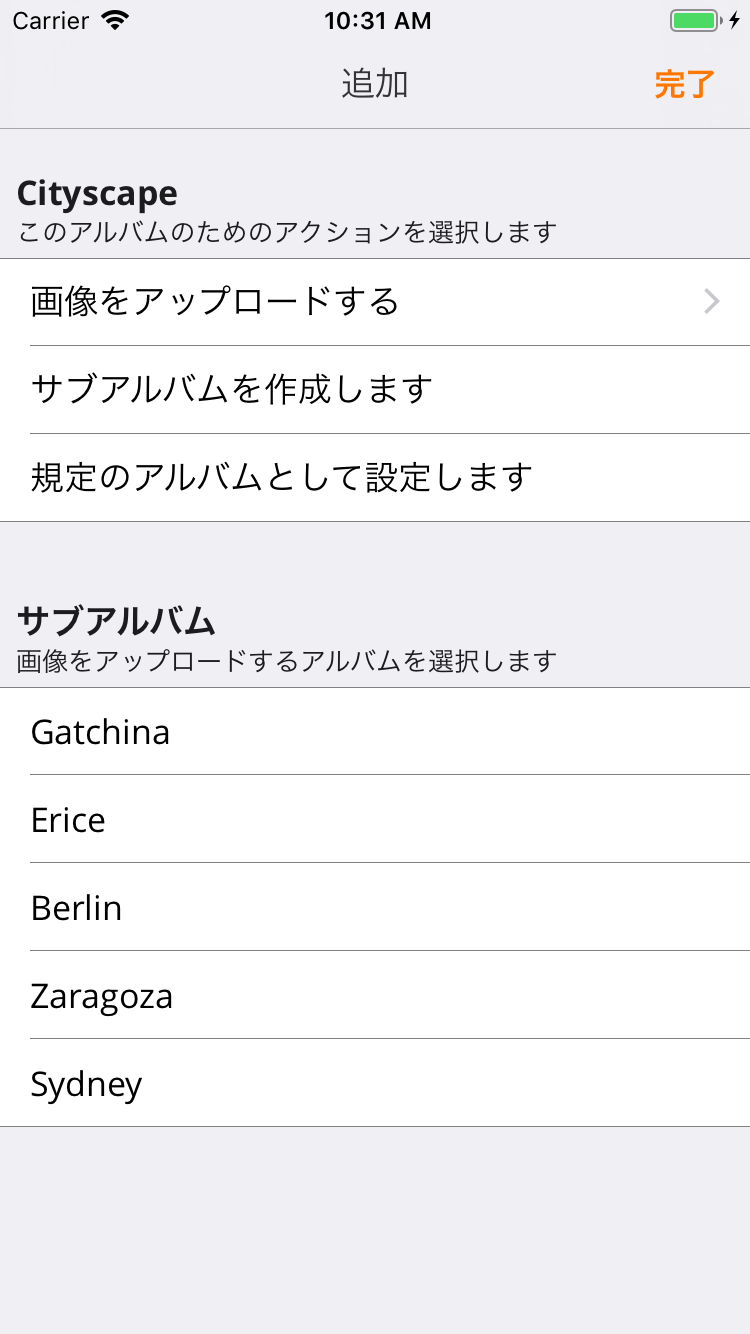 Carrier 10:31 AM
追加 完了
Cityscape
このアルバムのためのアクションを選択します
画像をアップロードする
サブアルバムを作成します
規定のアルバムとして設定します
サブアルバム
画像をアップロードするアルバムを選択します
Gatchina
Erice
Berlin
Zaragoza
Sydney